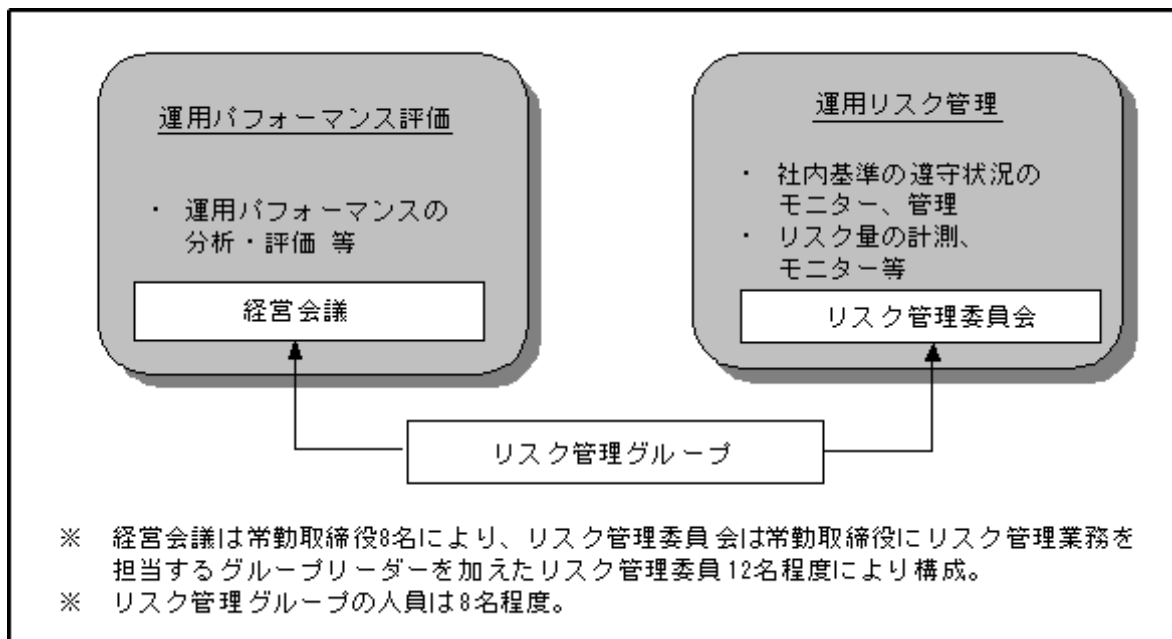 運用パフォーマンス評価
・ 運用パフォーマンスの
分析・評価 等
経営会議
運用リスク管理
・ 社内基準の遵守状況の
モニター、管理
・ リスク量の計測、
モニター等
リスク管理委員会
リスク管理グループ
※ 経営会議は常勤取締役8名により、リスク管理委員会は常勤取締役にリスク管理業務を
担当するグループリーダーを加えたリスク管理委員12名程度により構成。
※ リスク管理グループの人員は8名程度。